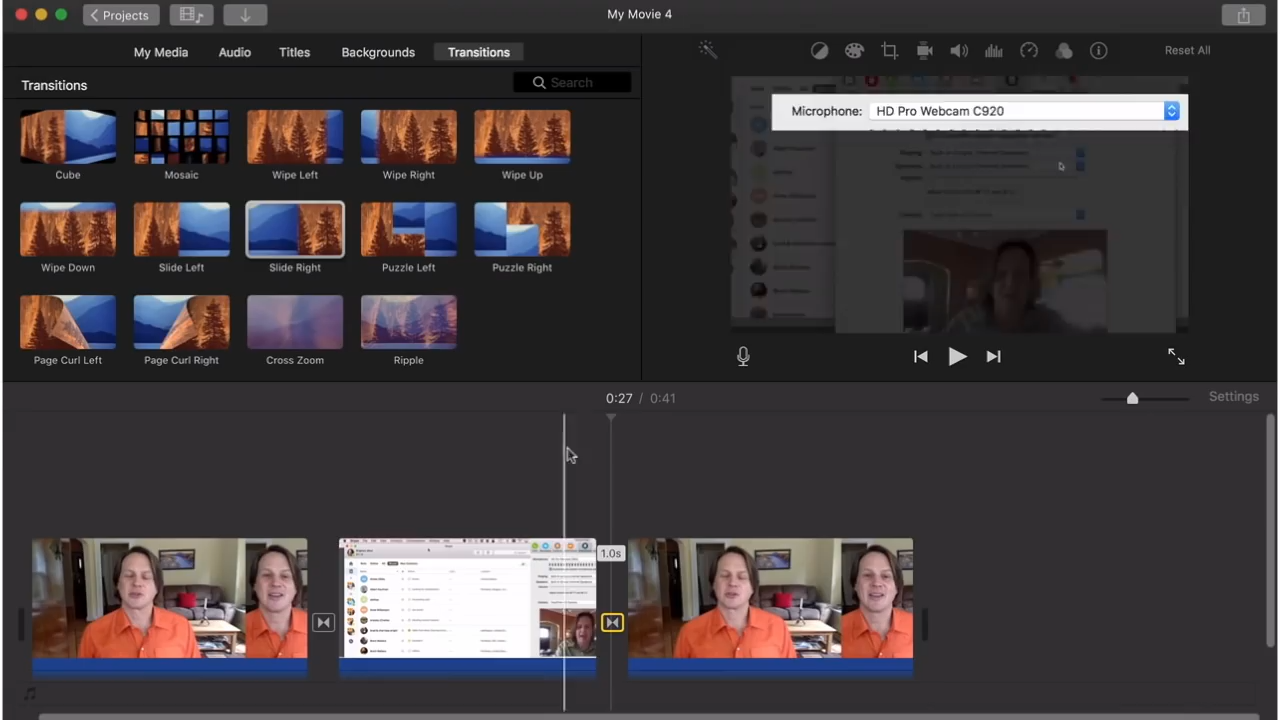 Projects
My Movie 4
My Media Audio Titles Backgrounds Transitions
Reset All
Transitions
Search
Microphone: HD Pro Webcam C920
Cube Mosaic Wipe Left Wipe Right Wipe Up
Wipe Down Slide Left Slide Right Puzzle Left Puzzle Right
Page Curl Left Page Curl Right Cross Zoom Ripple
0:27 / 0:41
Settings
1.0s